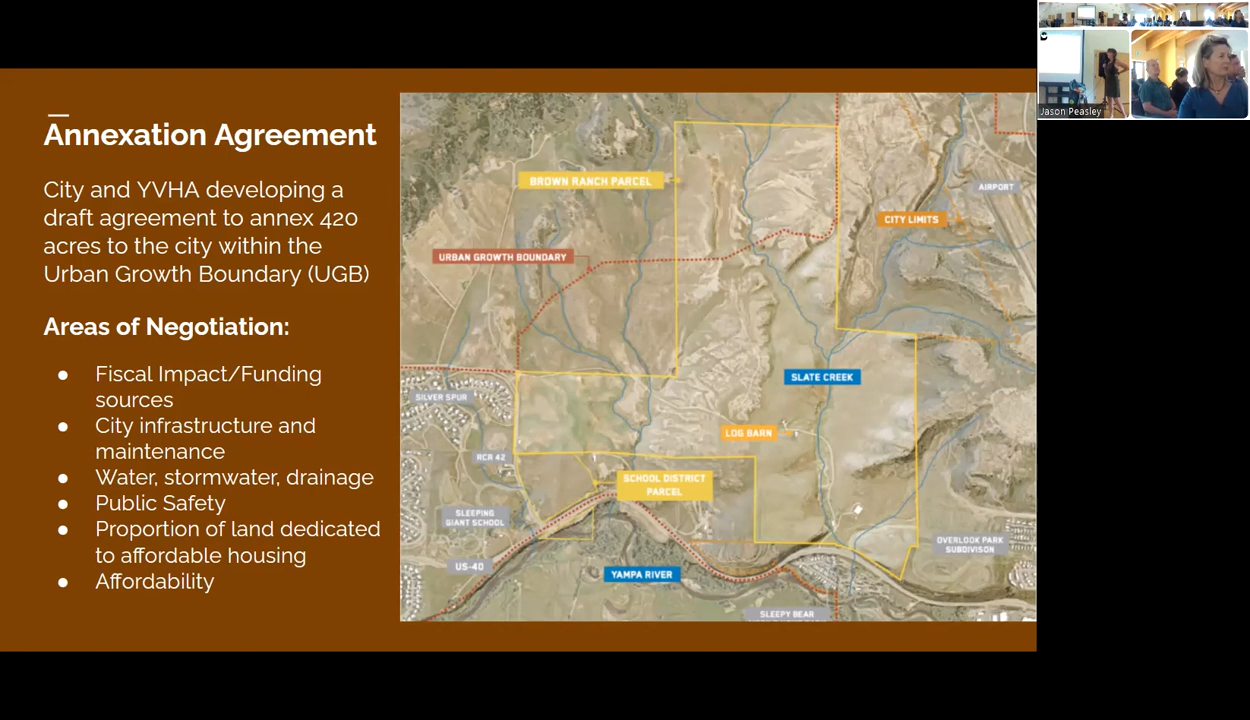 Annexation Agreement
City and YVHA developing a
draft agreement to annex 420
acres to the city within the
Urban Growth Boundary (UGB)
Areas of Negotiation:
● Fiscal Impact/Funding
sources
● City infrastructure and
maintenance
● Water, stormwater, drainage
● Public Safety
● Proportion of land dedicated
to affordable housing
● Affordability
BROWN RANCH PARCEL
AIRPORT
CITY LIMITS
URBAN GROWTH BOUNDARY
SLATE CREEK
SILVER SPUR
LOG BARN
RCR 42
SCHOOL DISTRICT
PARCEL
SLEEPING
GIANT SCHOOL
OVERLOOK PARK
SUBDIVISON
US-40
YAMPA RIVER
SLEEPY BEAR
Jason Peasley